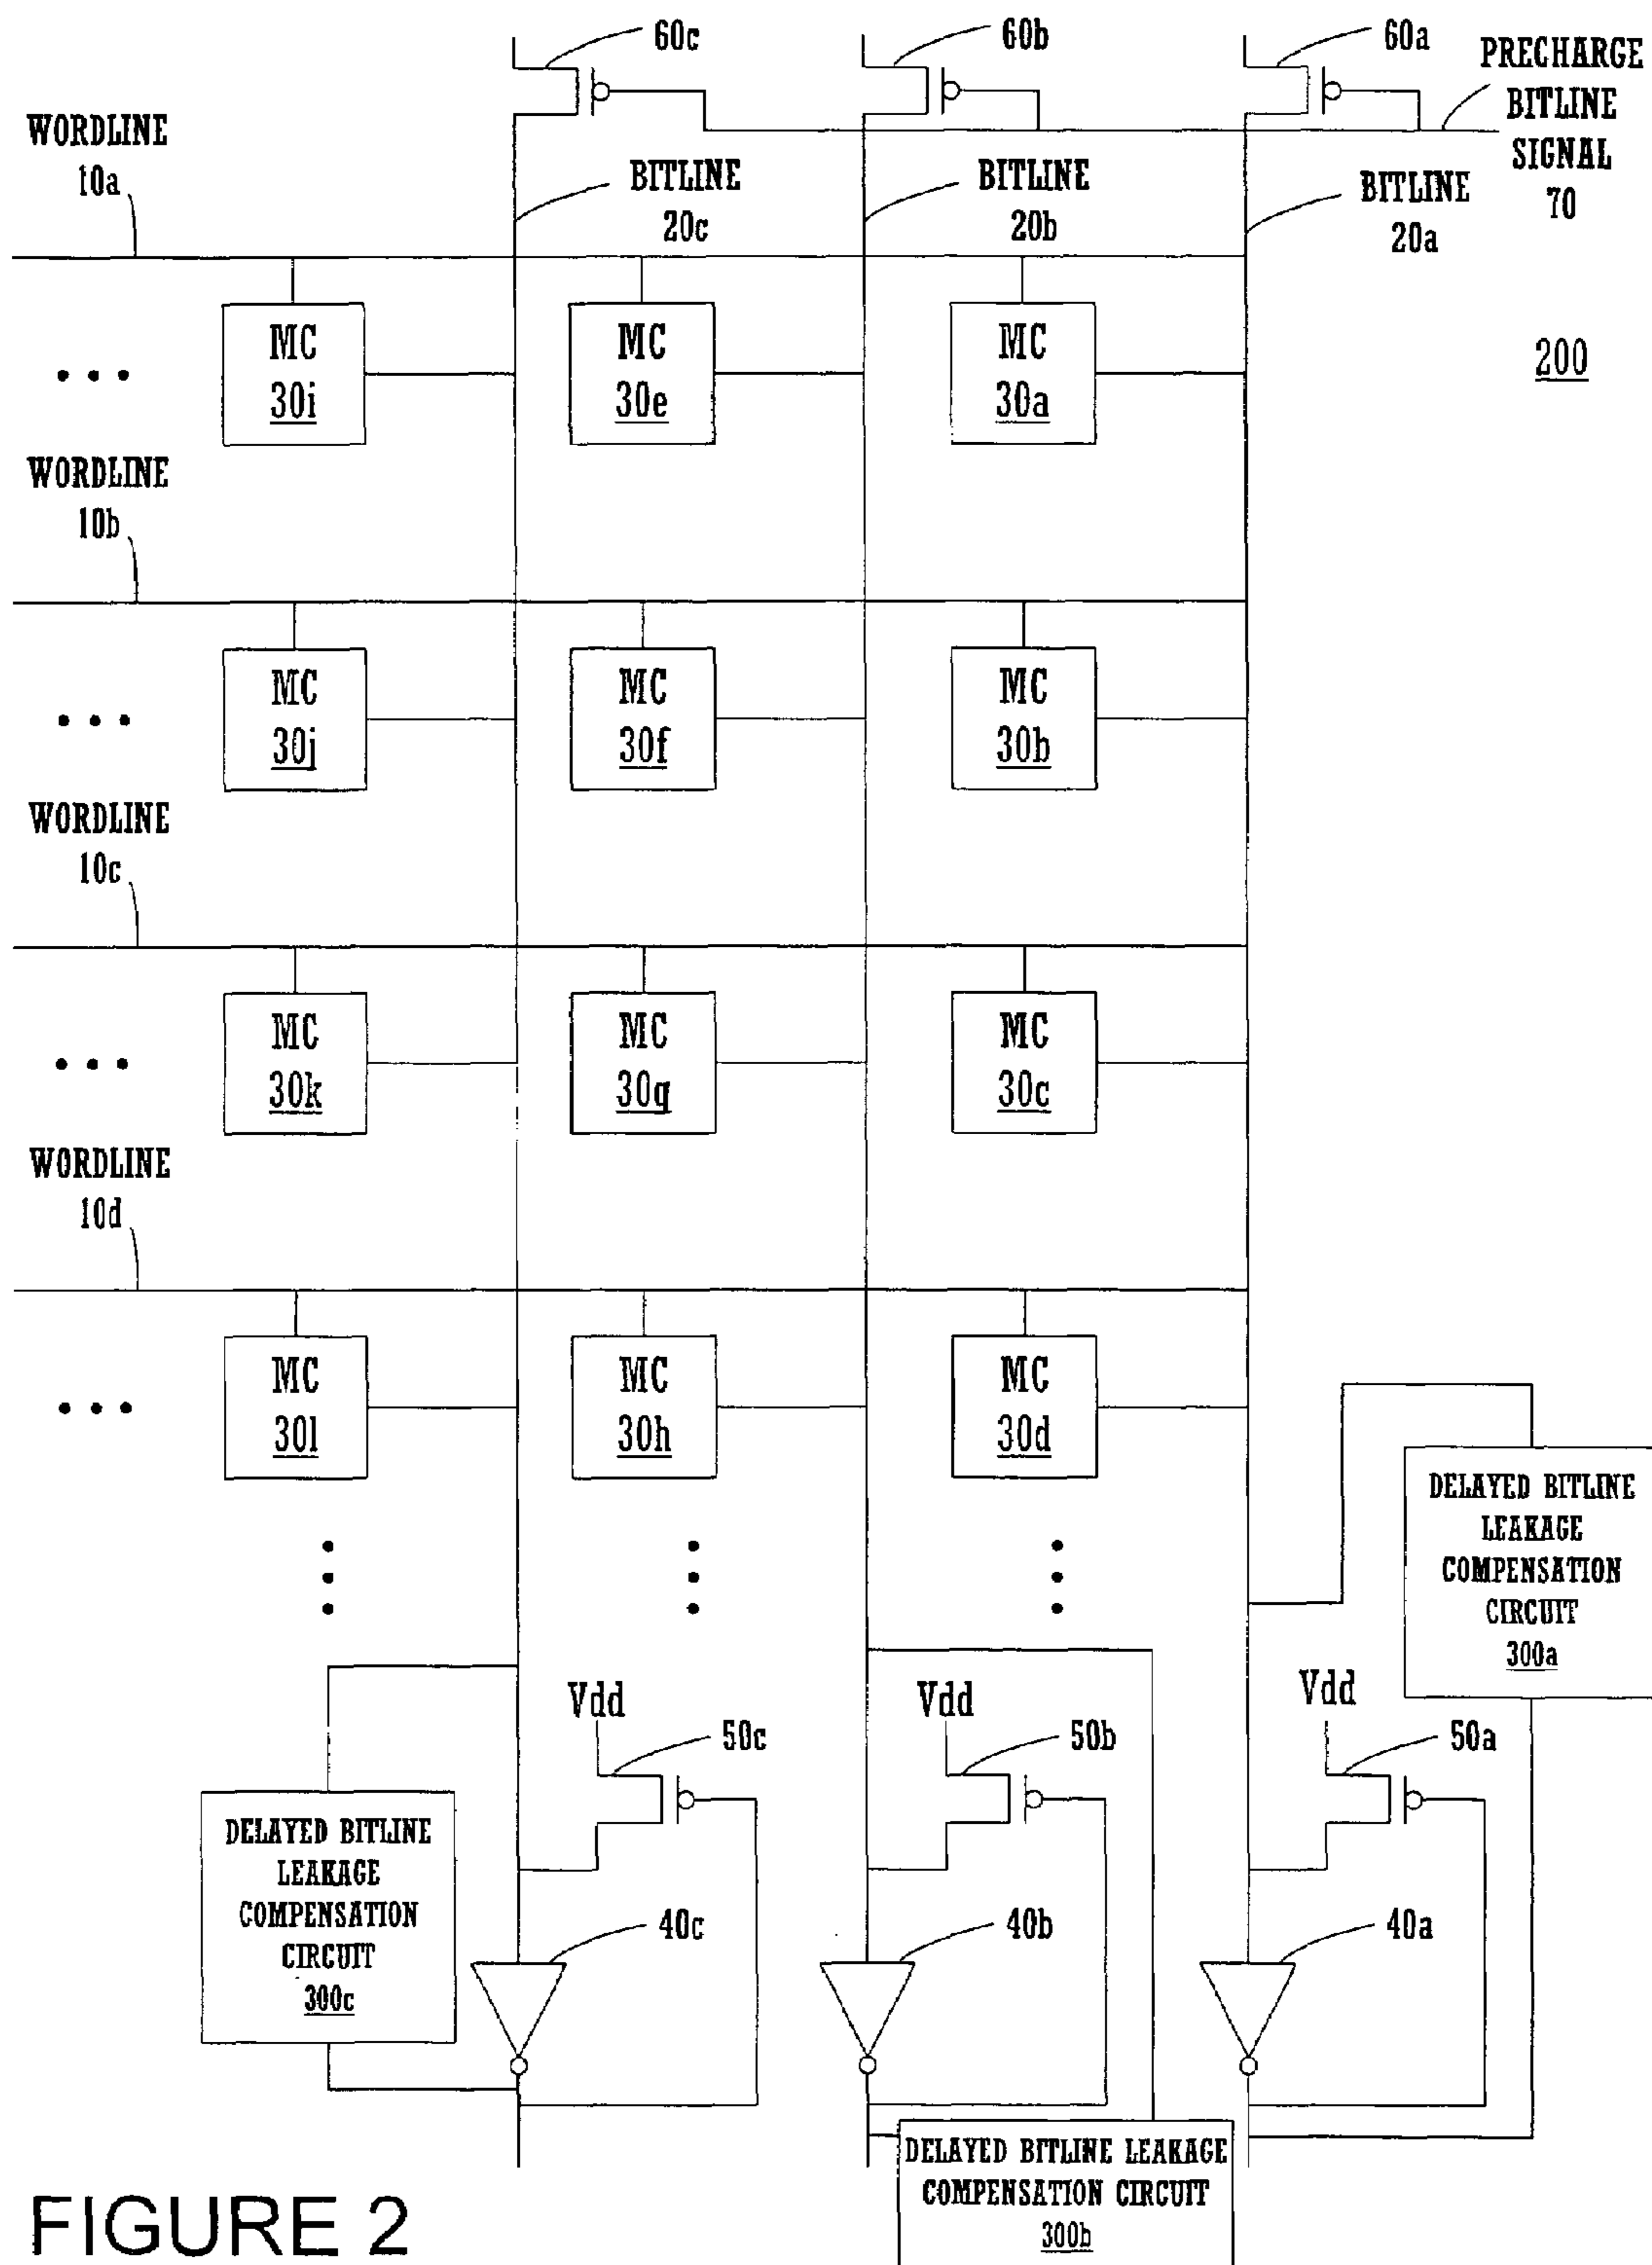 60c
60b
60a
PRECHARGE
BITLINE
SIGNAL
70
WORDLINE
10a
BITLINE
20c
BITLINE
20b
BITLINE
20a
MC
30i
MC
30e
MC
30a
200
WORDLINE
10b
MC
30j
MC
30f
MC
30b
WORDLINE
10c
MC
30k
MC
30g
MC
30c
WORDLINE
10d
MC
30l
MC
30h
MC
30d
DELAYED BITLINE
LEAKAGE
COMPENSATION
CIRCUIT
300a
Vdd
50c
Vdd
50b
Vdd
50a
DELAYED BITLINE
LEAKAGE
COMPENSATION
CIRCUIT
300c
40c
40b
40a
DELAYED BITLINE LEAKAGE
COMPENSATION CIRCUIT
300b
FIGURE 2